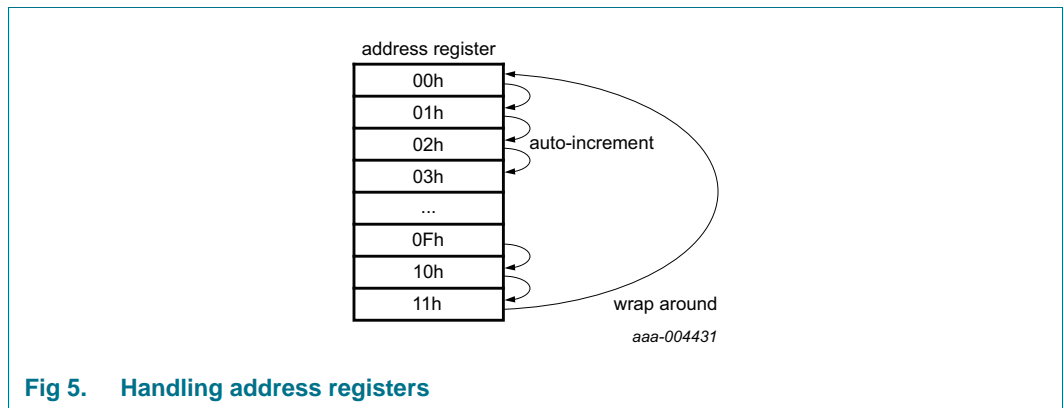 address register
00h
01h
02h
auto-increment
03h
...
0Fh
10h
11h
wrap around
aaa-004431
Fig 5. Handling address registers